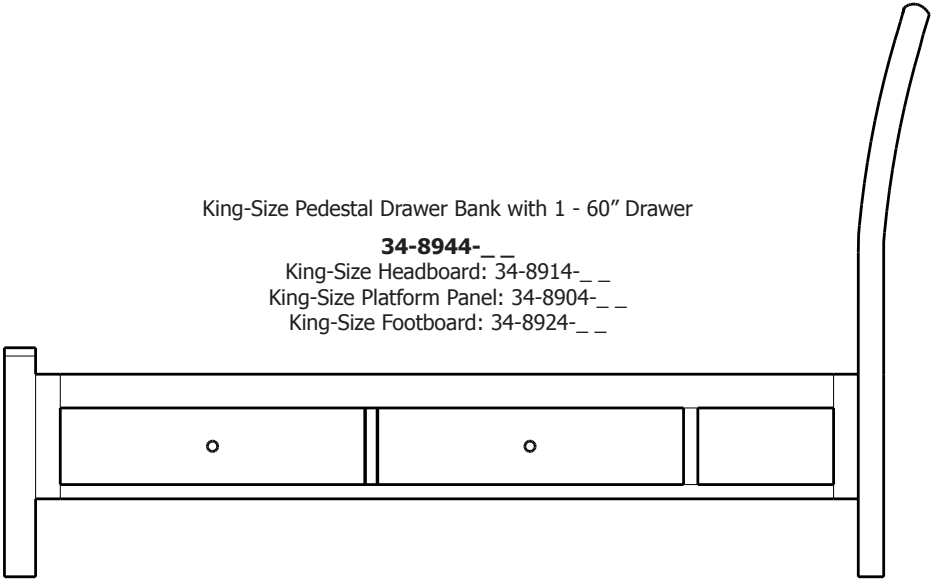 King-Size Pedestal Drawer Bank with 1 - 60” Drawer
34-8944-_ _
King-Size Headboard: 34-8914-_ _
King-Size Platform Panel: 34-8904-_ _
King-Size Footboard: 34-8924-_ _